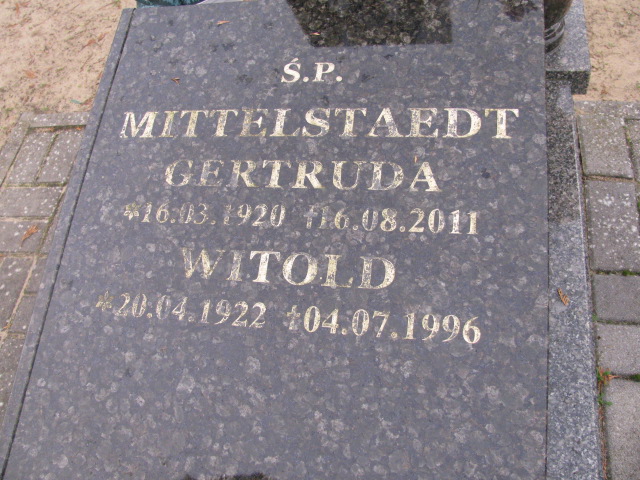 Ś.P.
MITTELSTAEDT
GERTRUDA
*16.03.1920 †16.08.2011
WITOLD
*20.04.1922 †04.07.1996